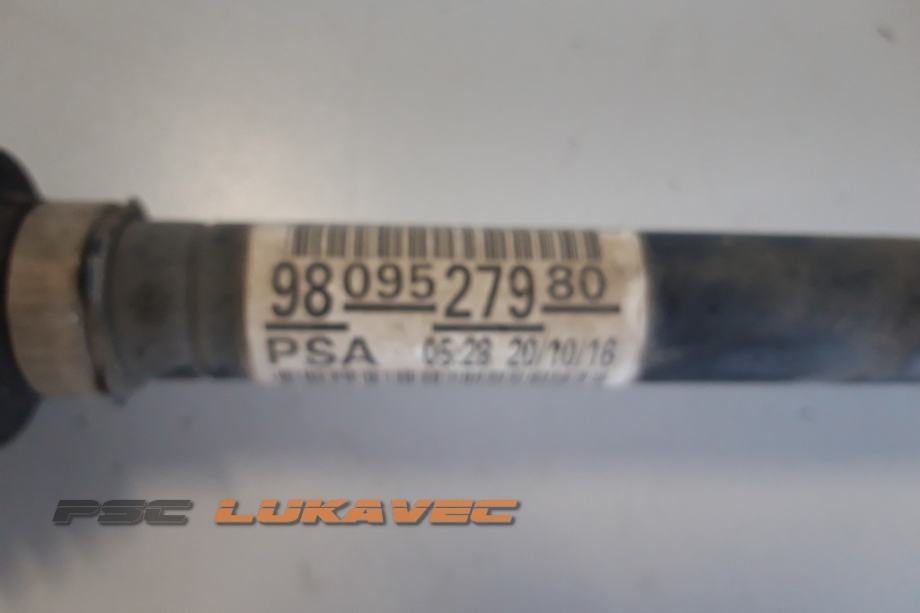 98 095 279 80
PSA 05:28 20/10/16
PSC LUKAVEC